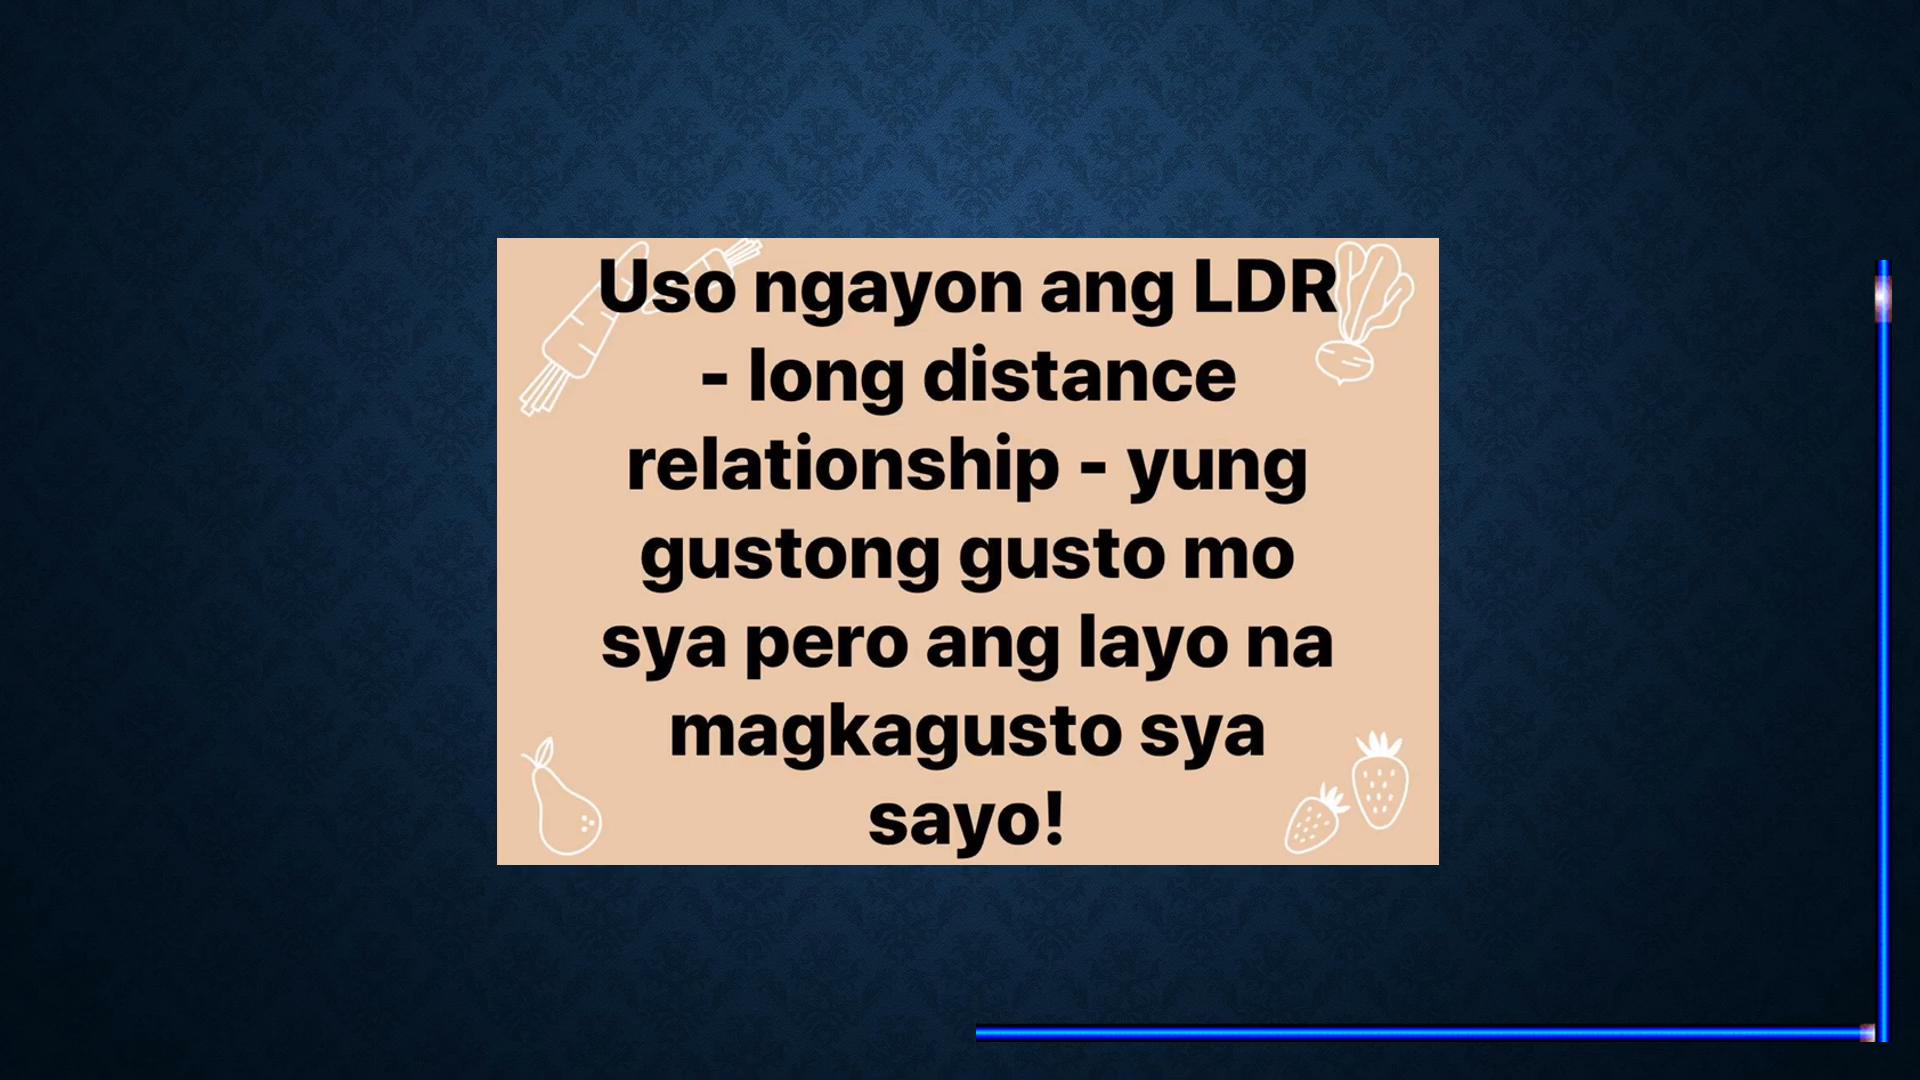 Uso ngayon ang LDR
- long distance
relationship - yung
gustong gusto mo
sya pero ang layo na
magkagusto sya
sayo!